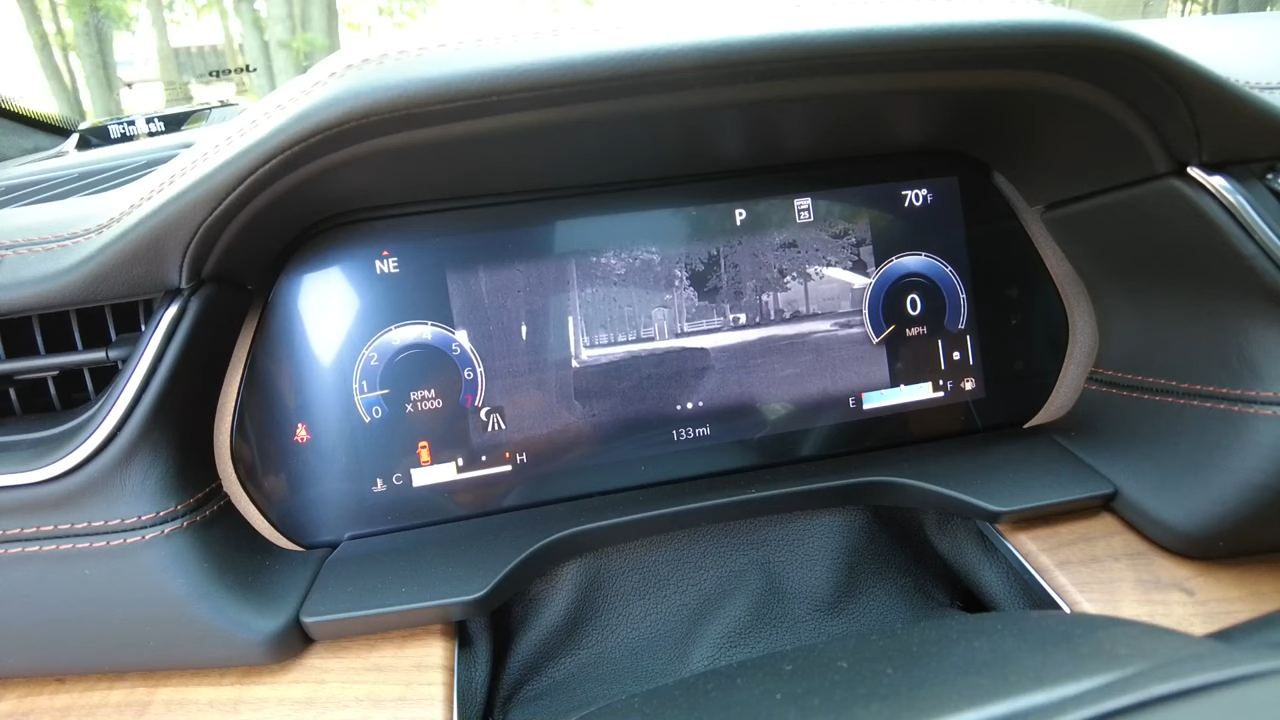 Jeep
McIntosh
P
SPEED LIMIT 25
70°F
NE
0
1
2
3
4
5
6
7
RPM
X 1000
0
MPH
E
F
133 mi
C
H